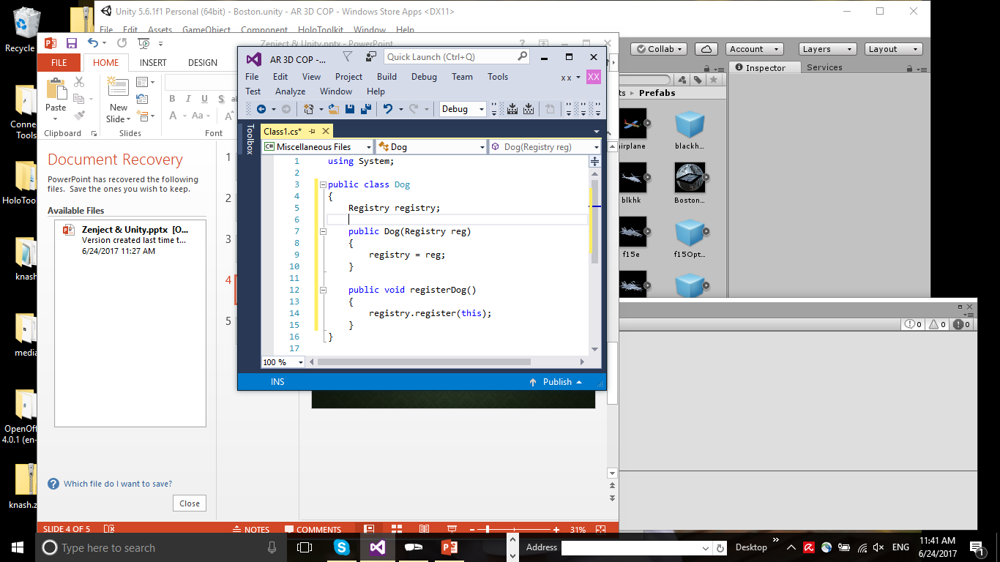 Unity 5.6.1f1 Personal (64bit) - Boston.unity - AR 3D COP - Windows Store Apps <DX11>
File Edit Assets GameObject Component HoloToolkit Window Help
Collab Account Layers Layout
Inspector Services
Prefabs
blackh...
blkhk Boston...
f15e f15Opt...
0 0 0
Recycle
Conne
Tools
HoloToo
knash
media
OpenOff
4.0.1 (en-
knash.z
Zenject & Unity.pptx - PowerPoint
FILE HOME INSERT DESIGN
Paste
New
Slide
B I U S
A Aa A
Clipboard Slides Font
Document Recovery
PowerPoint has recovered the following
files. Save the ones you wish to keep.
Available Files
Zenject & Unity.pptx [O...
Version created last time t...
6/24/2017 11:27 AM
Which file do I want to save?
Close
1
2
3
4
5
SLIDE 4 OF 5 NOTES COMMENTS 31%
AR 3D COP -...
Quick Launch (Ctrl+Q)
File Edit View Project Build Debug Team Tools
x x XX
Test Analyze Window Help
Debug
Toolbox
Class1.cs*
C# Miscellaneous Files Dog Dog(Registry reg)
1 using System;
2
3 public class Dog
4 {
5 Registry registry;
6
7 public Dog(Registry reg)
8 {
9 registry = reg;
10 }
11
12 public void registerDog()
13 {
14 registry.register(this);
15 }
16 }
17
100 %
INS Publish
Type here to search
Address
Desktop
ENG
11:41 AM
6/24/2017
1